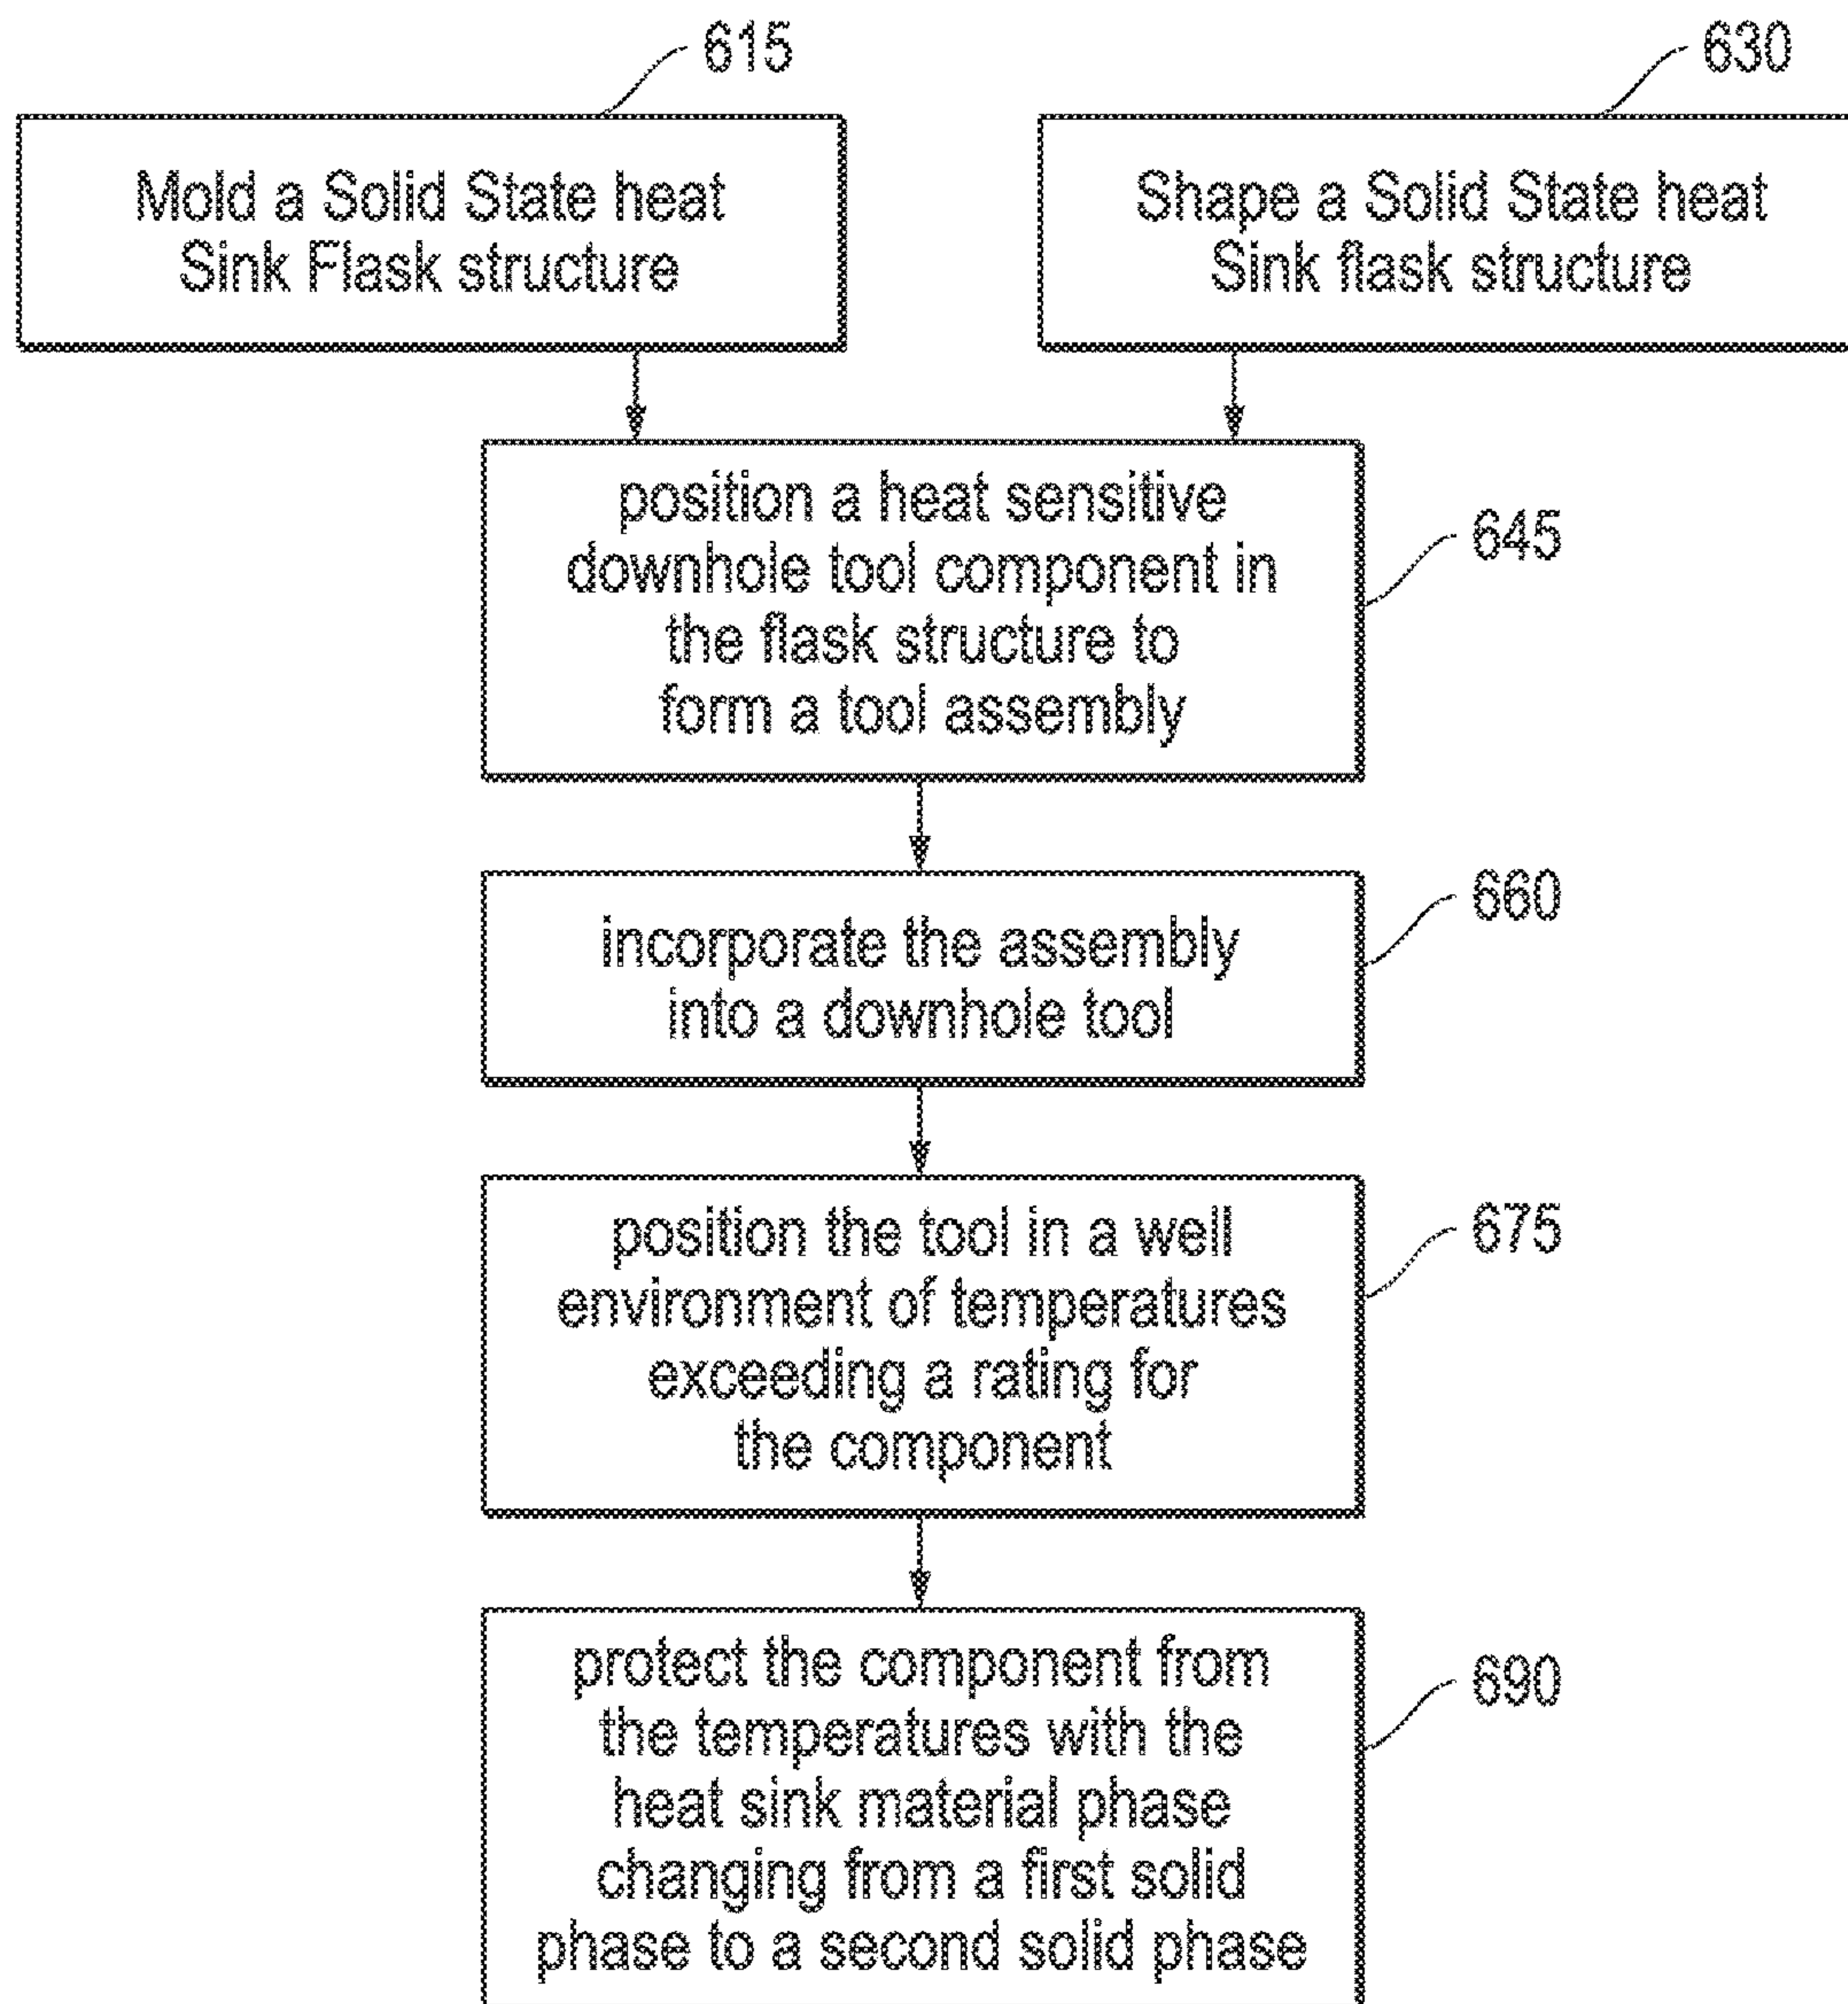 615
630
Mold a Solid State heat
Sink Flask structure
Shape a Solid State heat
Sink flask structure
position a heat sensitive
downhole tool component in
the flask structure to
form a tool assembly
645
incorporate the assembly
into a downhole tool
660
position the tool in a well
environment of temperatures
exceeding a rating for
the component
675
protect the component from
the temperatures with the
heat sink material phase
changing from a first solid
phase to a second solid phase
690